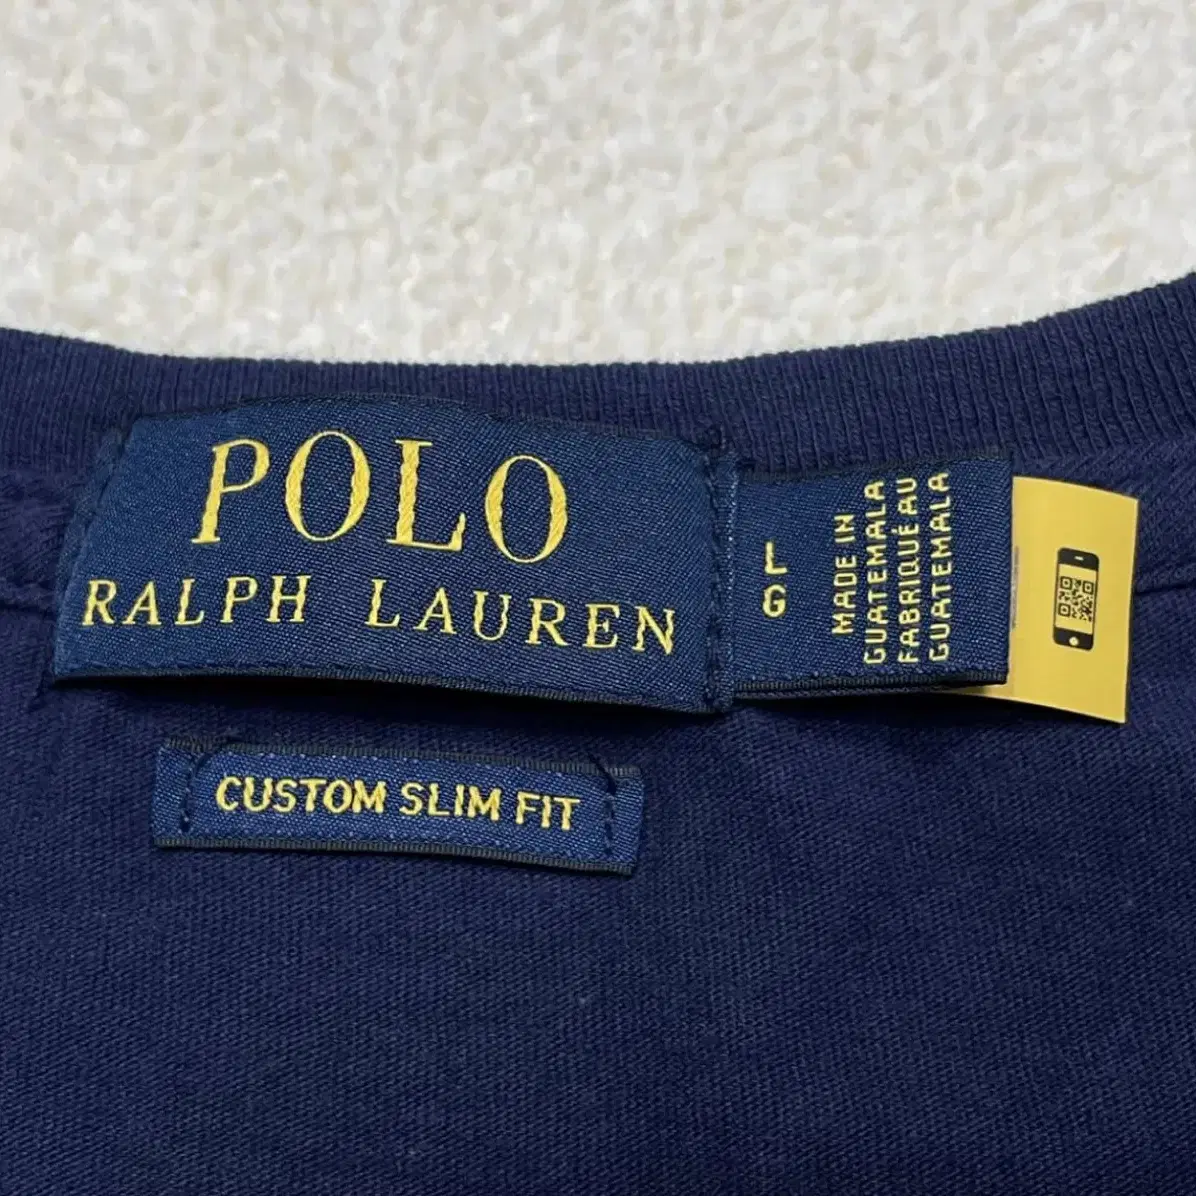 POLO
RALPH LAUREN
L
G
MADE IN
GUATEMALA
FABRIQUÉ AU
GUATEMALA
CUSTOM SLIM FIT